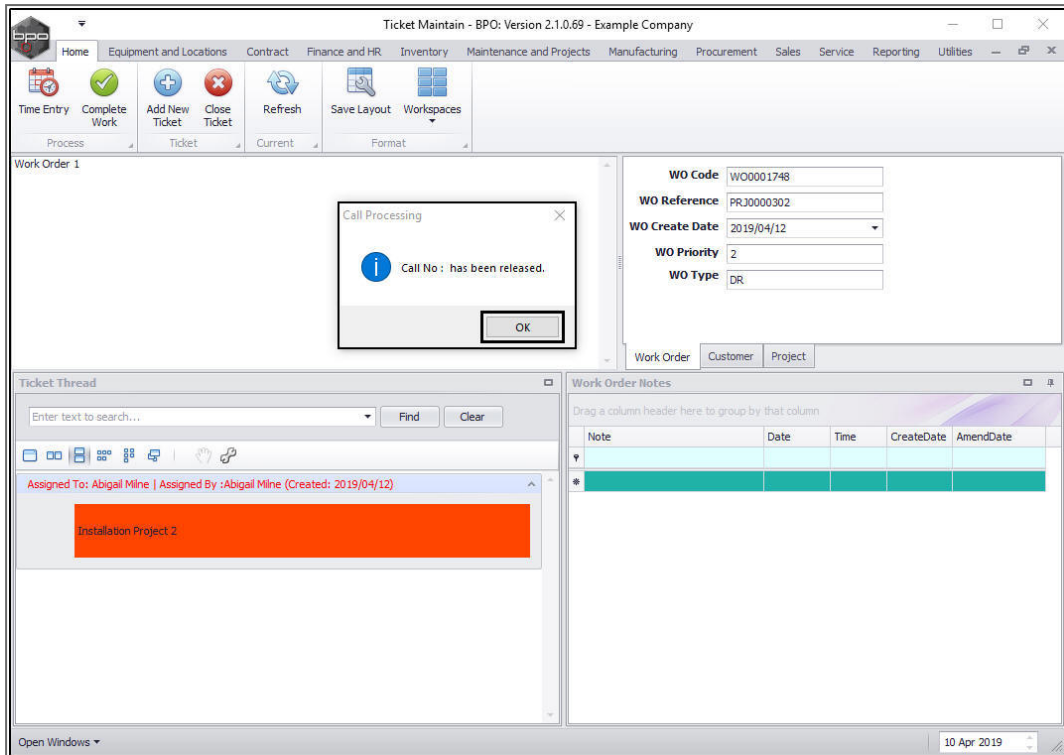 Ticket Maintain - BPO: Version 2.1.0.69 - Example Company
bpo
Home Equipment and Locations Contract Finance and HR Inventory Maintenance and Projects Manufacturing Procurement Sales Service Reporting Utilities
Time Entry Complete Work Add New Ticket Close Ticket Refresh Save Layout Workspaces
Process Ticket Current Format
Work Order 1
Call Processing
Call No : has been released.
OK
WO Code WO0001748
WO Reference PRJ0000302
WO Create Date 2019/04/12
WO Priority 2
WO Type DR
Work Order Customer Project
Ticket Thread
Enter text to search... Find Clear
Assigned To: Abigail Milne | Assigned By :Abigail Milne (Created: 2019/04/12)
Installation Project 2
Work Order Notes
Drag a column header here to group by that column
Note Date Time CreateDate AmendDate
Open Windows 10 Apr 2019